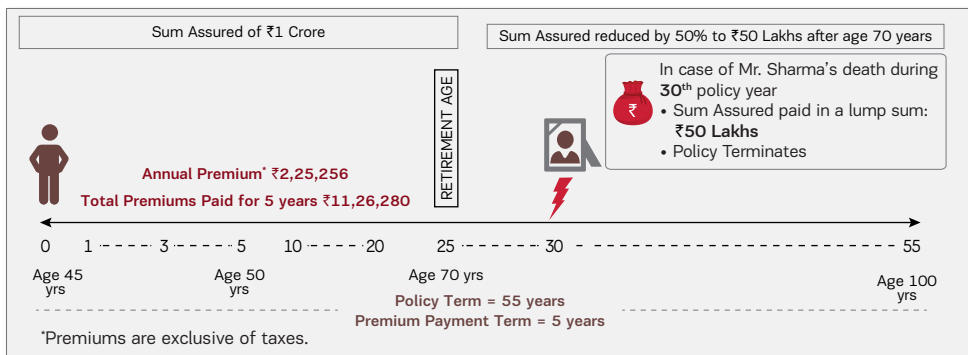 Sum Assured of ₹1 Crore
Sum Assured reduced by 50% to ₹50 Lakhs after age 70 years
In case of Mr. Sharma's death during
30th policy year
• Sum Assured paid in a lump sum:
₹50 Lakhs
• Policy Terminates
₹
RETIREMENT AGE
Annual Premium* ₹2,25,256
Total Premiums Paid for 5 years ₹11,26,280
0 1 ----- 3 ----- 5 10 ----- 20 25 ----- 30 ----- 55
Age 45
yrs
Age 50
yrs
Age 70 yrs
Age 100
yrs
Policy Term = 55 years
Premium Payment Term = 5 years
*Premiums are exclusive of taxes.